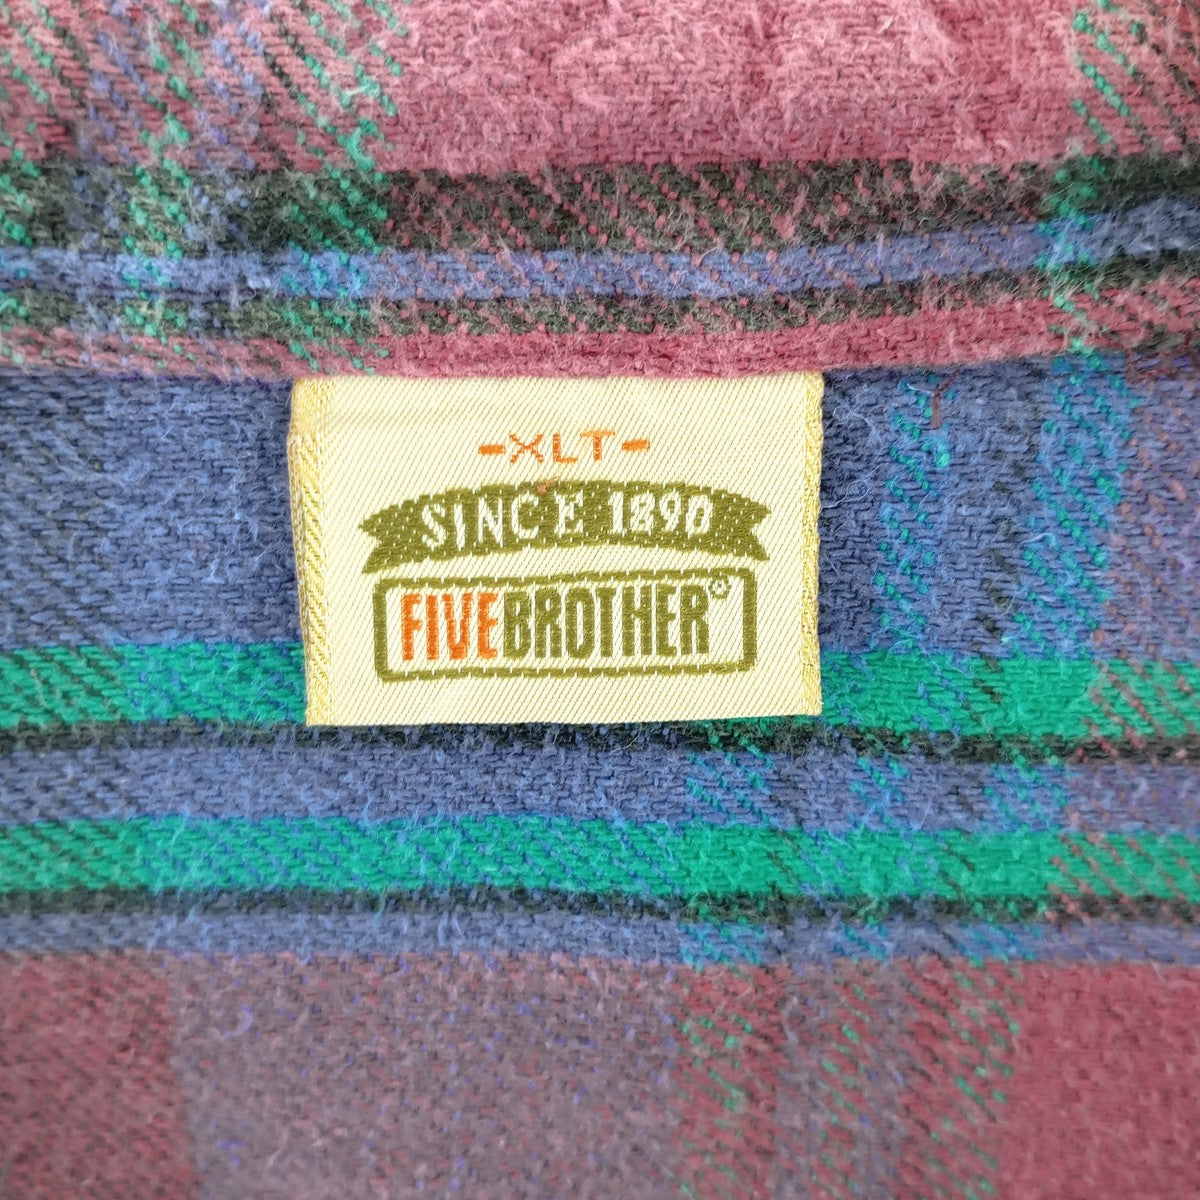 -XLT-
SINCE 1890
FIVEBROTHER®